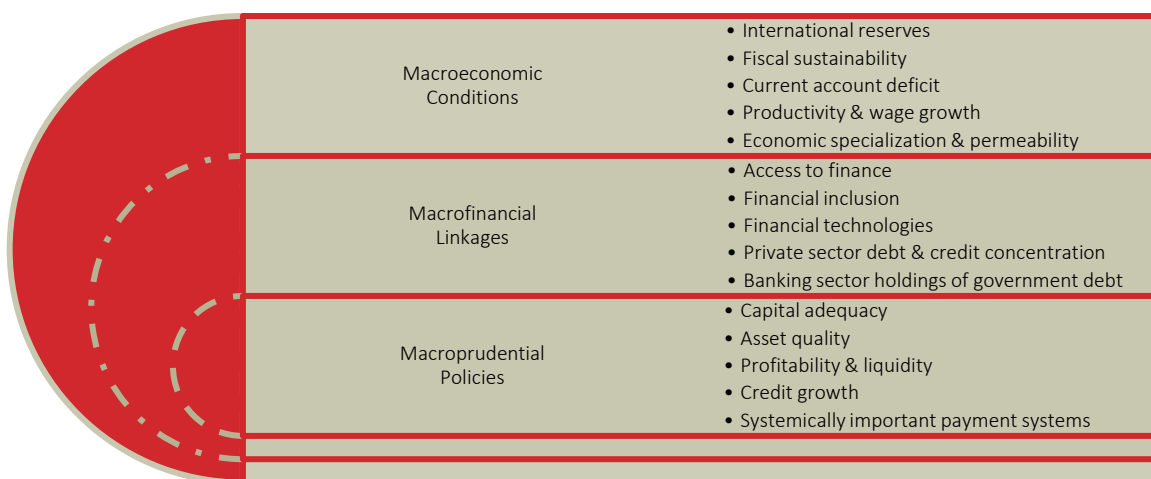 Macroeconomic
Conditions
• International reserves
• Fiscal sustainability
• Current account deficit
• Productivity & wage growth
• Economic specialization & permeability
Macrofinancial
Linkages
• Access to finance
• Financial inclusion
• Financial technologies
• Private sector debt & credit concentration
• Banking sector holdings of government debt
Macroprudential
Policies
• Capital adequacy
• Asset quality
• Profitability & liquidity
• Credit growth
• Systemically important payment systems